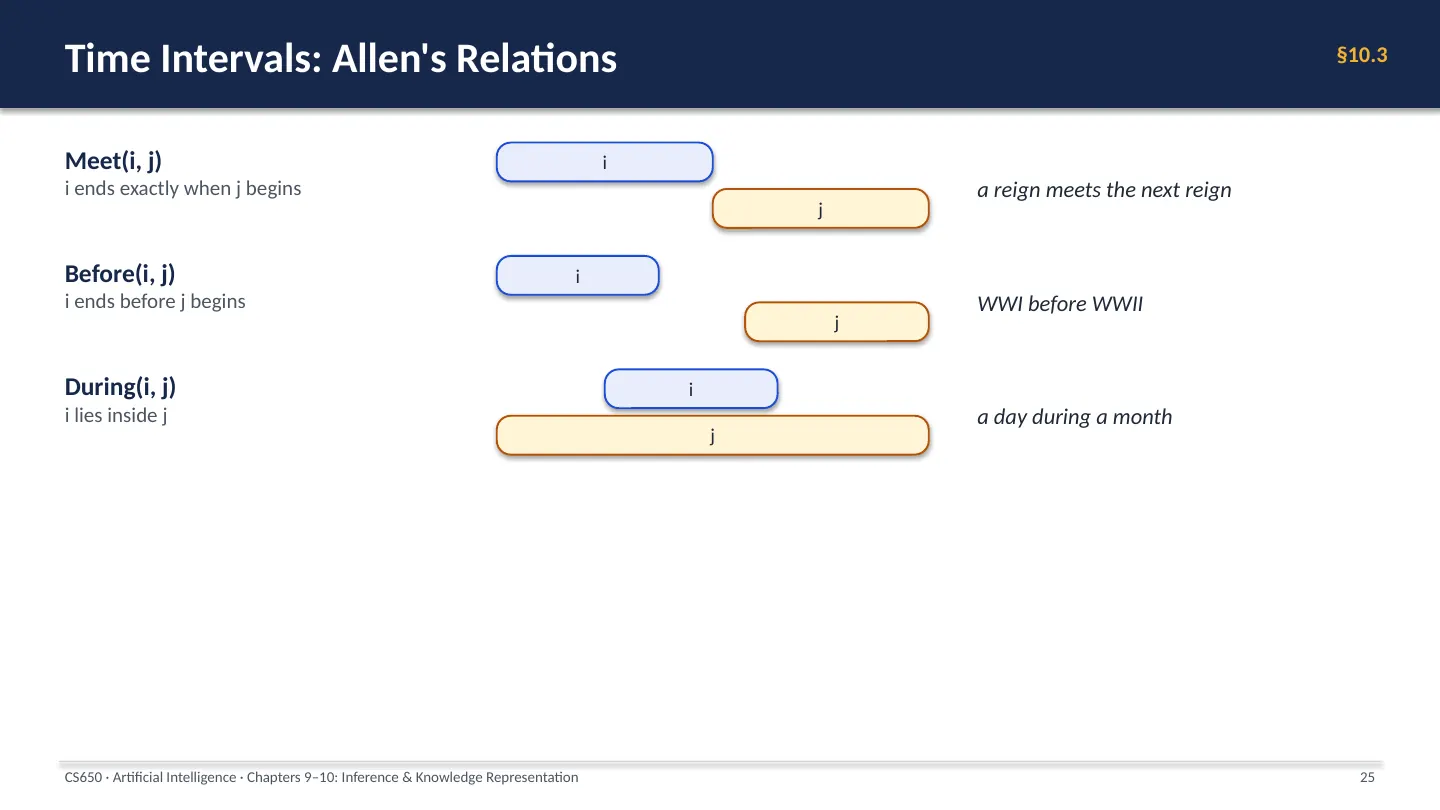 Time Intervals: Allen's Relations
§10.3
Meet(i, j)
i ends exactly when j begins
i
j
a reign meets the next reign
Before(i, j)
i ends before j begins
i
j
WWI before WWII
During(i, j)
i lies inside j
i
j
a day during a month
CS650 · Artificial Intelligence · Chapters 9–10: Inference & Knowledge Representation
25